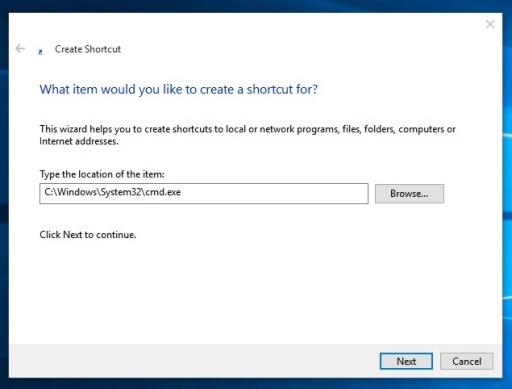 Create Shortcut
What item would you like to create a shortcut for?
This wizard helps you to create shortcuts to local or network programs, files, folders, computers or
Internet addresses.
Type the location of the item:
C:\Windows\System32\cmd.exe
Browse...
Click Next to continue.
Next
Cancel